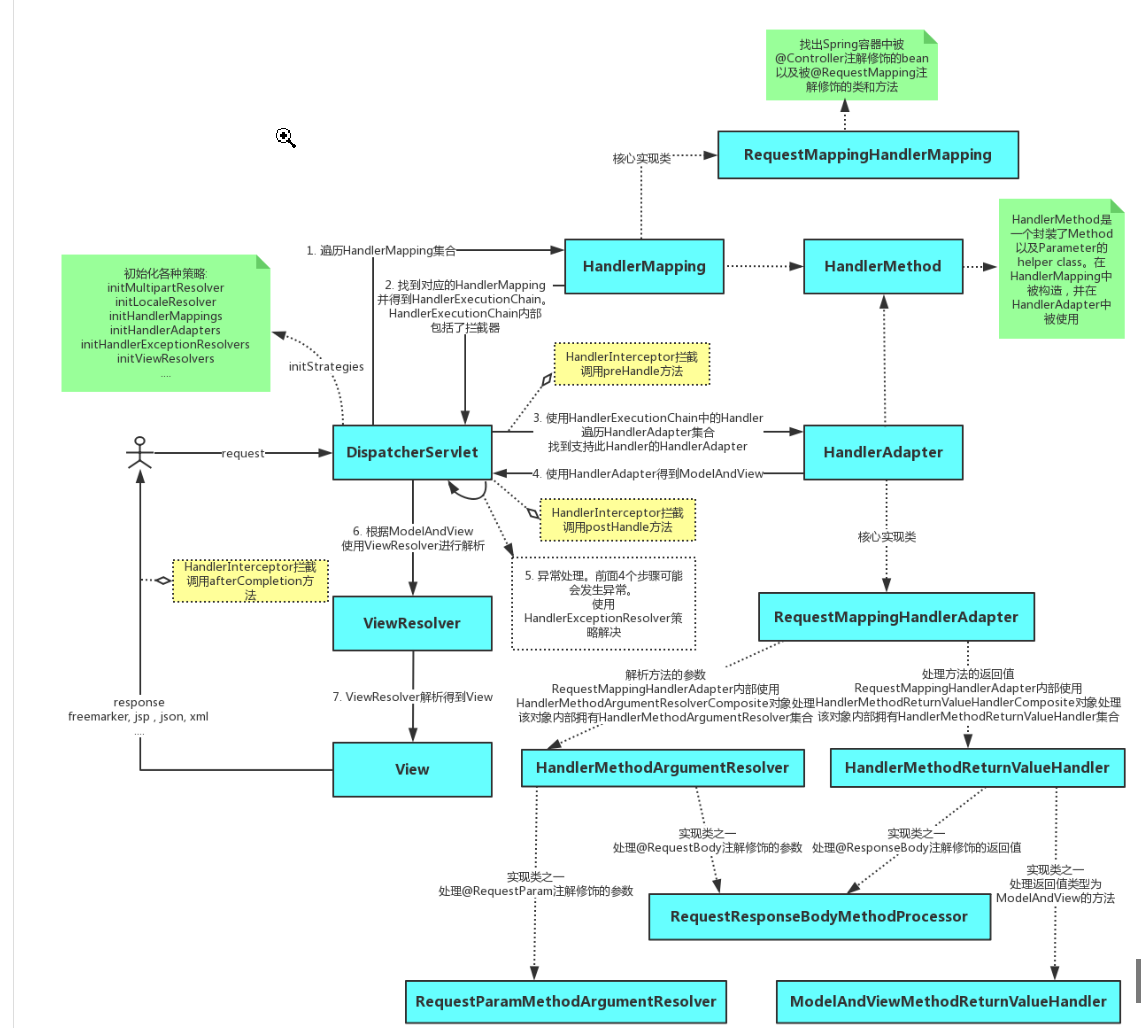 找出Spring容器中被
@Controller注解修饰的bean
以及被@RequestMapping注
解修饰的类和方法
RequestMappingHandlerMapping
核心实现类
HandlerMethod是
一个封装了Method
以及Parameter的
helper class。在
HandlerMapping中
被构造，并在
HandlerAdapter中
被使用
1. 遍历HandlerMapping集合
HandlerMapping
HandlerMethod
初始化各种策略:
initMultipartResolver
initLocaleResolver
initHandlerMappings
initHandlerAdapters
initHandlerExceptionResolvers
initViewResolvers
....
2. 找到对应的HandlerMapping
并得到HandlerExecutionChain。
HandlerExecutionChain内部
包括了拦截器
initStrategies
HandlerInterceptor拦截
调用preHandle方法
3. 使用HandlerExecutionChain中的Handler
遍历HandlerAdapter集合
找到支持此Handler的HandlerAdapter
request
DispatcherServlet
HandlerAdapter
4. 使用HandlerAdapter得到ModelAndView
HandlerInterceptor拦截
调用postHandle方法
6. 根据ModelAndView
使用ViewResolver进行解析
核心实现类
HandlerInterceptor拦截
调用afterCompletion方
法
5. 异常处理。前面4个步骤可能
会发生异常。
使用
HandlerExceptionResolver策
略解决
ViewResolver
RequestMappingHandlerAdapter
解析方法的参数
RequestMappingHandlerAdapter内部使用
HandlerMethodArgumentResolverComposite对象处理
该对象内部拥有HandlerMethodArgumentResolver集合
处理方法的返回值
RequestMappingHandlerAdapter内部使用
HandlerMethodReturnValueHandlerComposite对象处理
该对象内部拥有HandlerMethodReturnValueHandler集合
7. ViewResolver解析得到View
response
freemarker, jsp , json, xml
....
View
HandlerMethodArgumentResolver
HandlerMethodReturnValueHandler
实现类之一
处理@RequestBody注解修饰的参数
实现类之一
处理@ResponseBody注解修饰的返回值
实现类之一
处理@RequestParam注解修饰的参数
实现类之一
处理返回值类型为
ModelAndView的方法
RequestResponseBodyMethodProcessor
RequestParamMethodArgumentResolver
ModelAndViewMethodReturnValueHandler